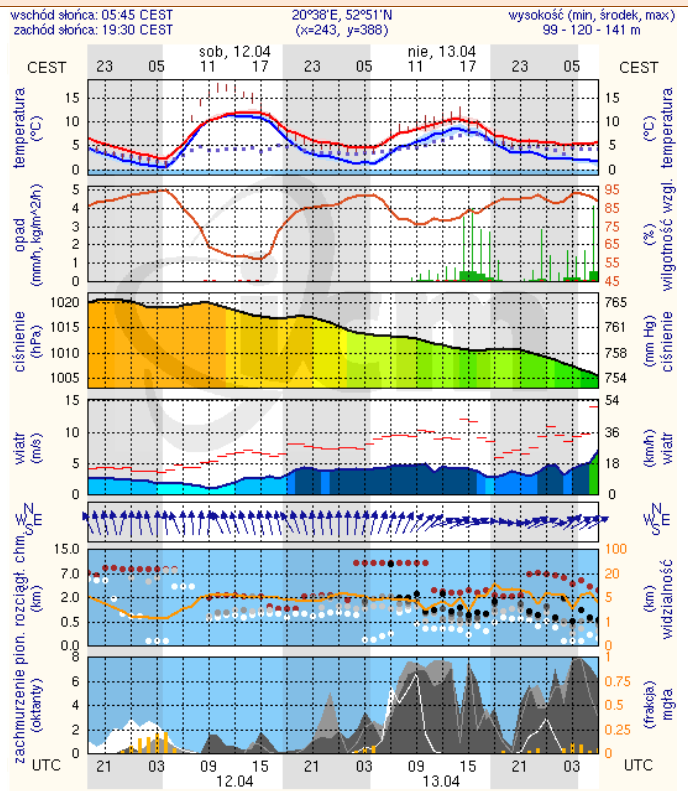 wschód słońca: 05:45 CEST 20°38'E, 52°51'N wysokość (min, środek, max)
zachód słońca: 19:30 CEST (x=243, y=388) 99 - 120 - 141 m
sob, 12.04 nie, 13.04
CEST 23 05 11 17 23 05 11 17 23 05 CEST
temperatura (°C) 15 10 5 0 15 10 5 0 (°C) temperatura
opad (mm/h, kg/m^2/h) 5 4 3 2 1 0 95 85 75 65 55 45 (%) wilgotność wzgl.
ciśnienie (hPa) 1020 1015 1010 1005 765 761 758 754 (mm Hg) ciśnienie
wiatr (m/s) 15 10 5 0 54 36 18 0 (km/h) wiatr
N W E S N W E S
pion. rozciągł. chm. (km) 15.0 7.0 2.0 0.5 0.0 100 20 5 1 0 (km) widzialność
zachmurzenie (oktanty) 8 6 4 2 0 1 0.75 0.5 0.25 0 (frakcja) mgła
UTC 21 03 09 15 21 03 09 15 21 03 UTC
12.04 13.04